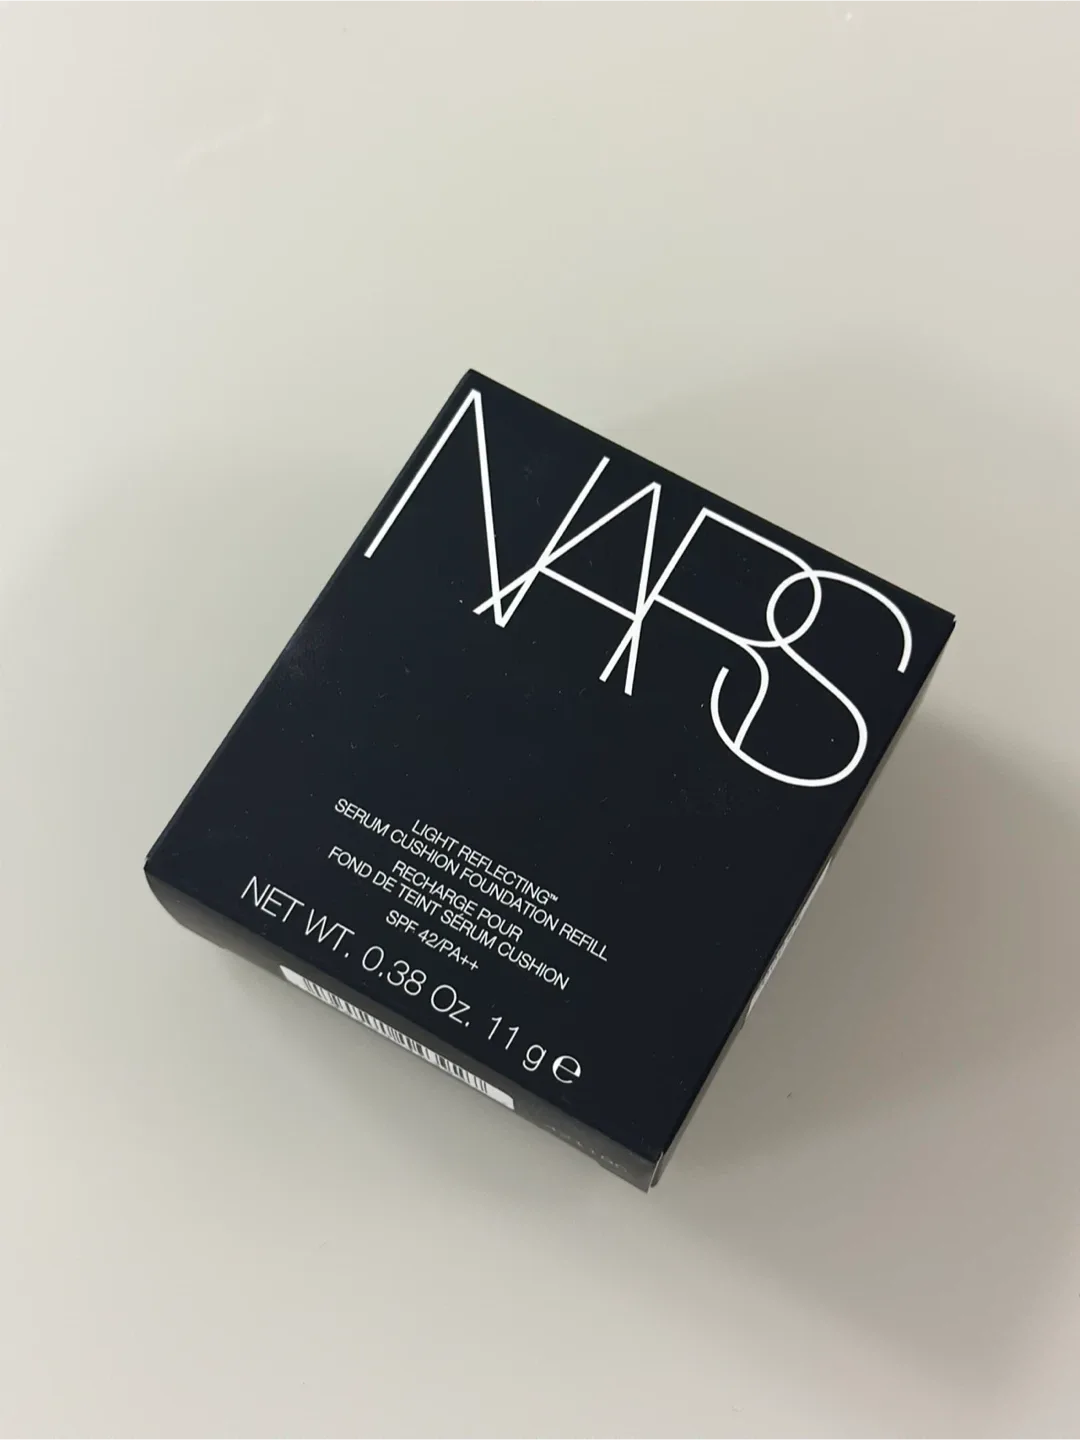 NARS
LIGHT REFLECTING™
SERUM CUSHION FOUNDATION REFILL
RECHARGE POUR
FOND DE TEINT SÉRUM CUSHION
SPF 42/PA++
NET WT. 0.38 Oz. 11 g ℮